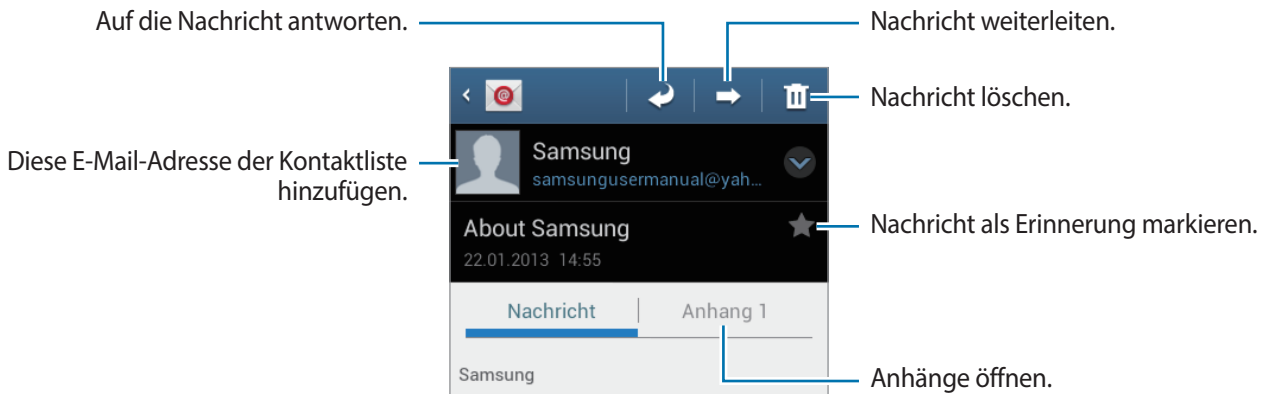 Auf die Nachricht antworten.
Nachricht weiterleiten.
Nachricht löschen.
Diese E-Mail-Adresse der Kontaktliste
hinzufügen.
Samsung
samsungusermanual@yah...
About Samsung
22.01.2013 14:55
Nachricht als Erinnerung markieren.
Nachricht
Anhang 1
Samsung
Anhänge öffnen.